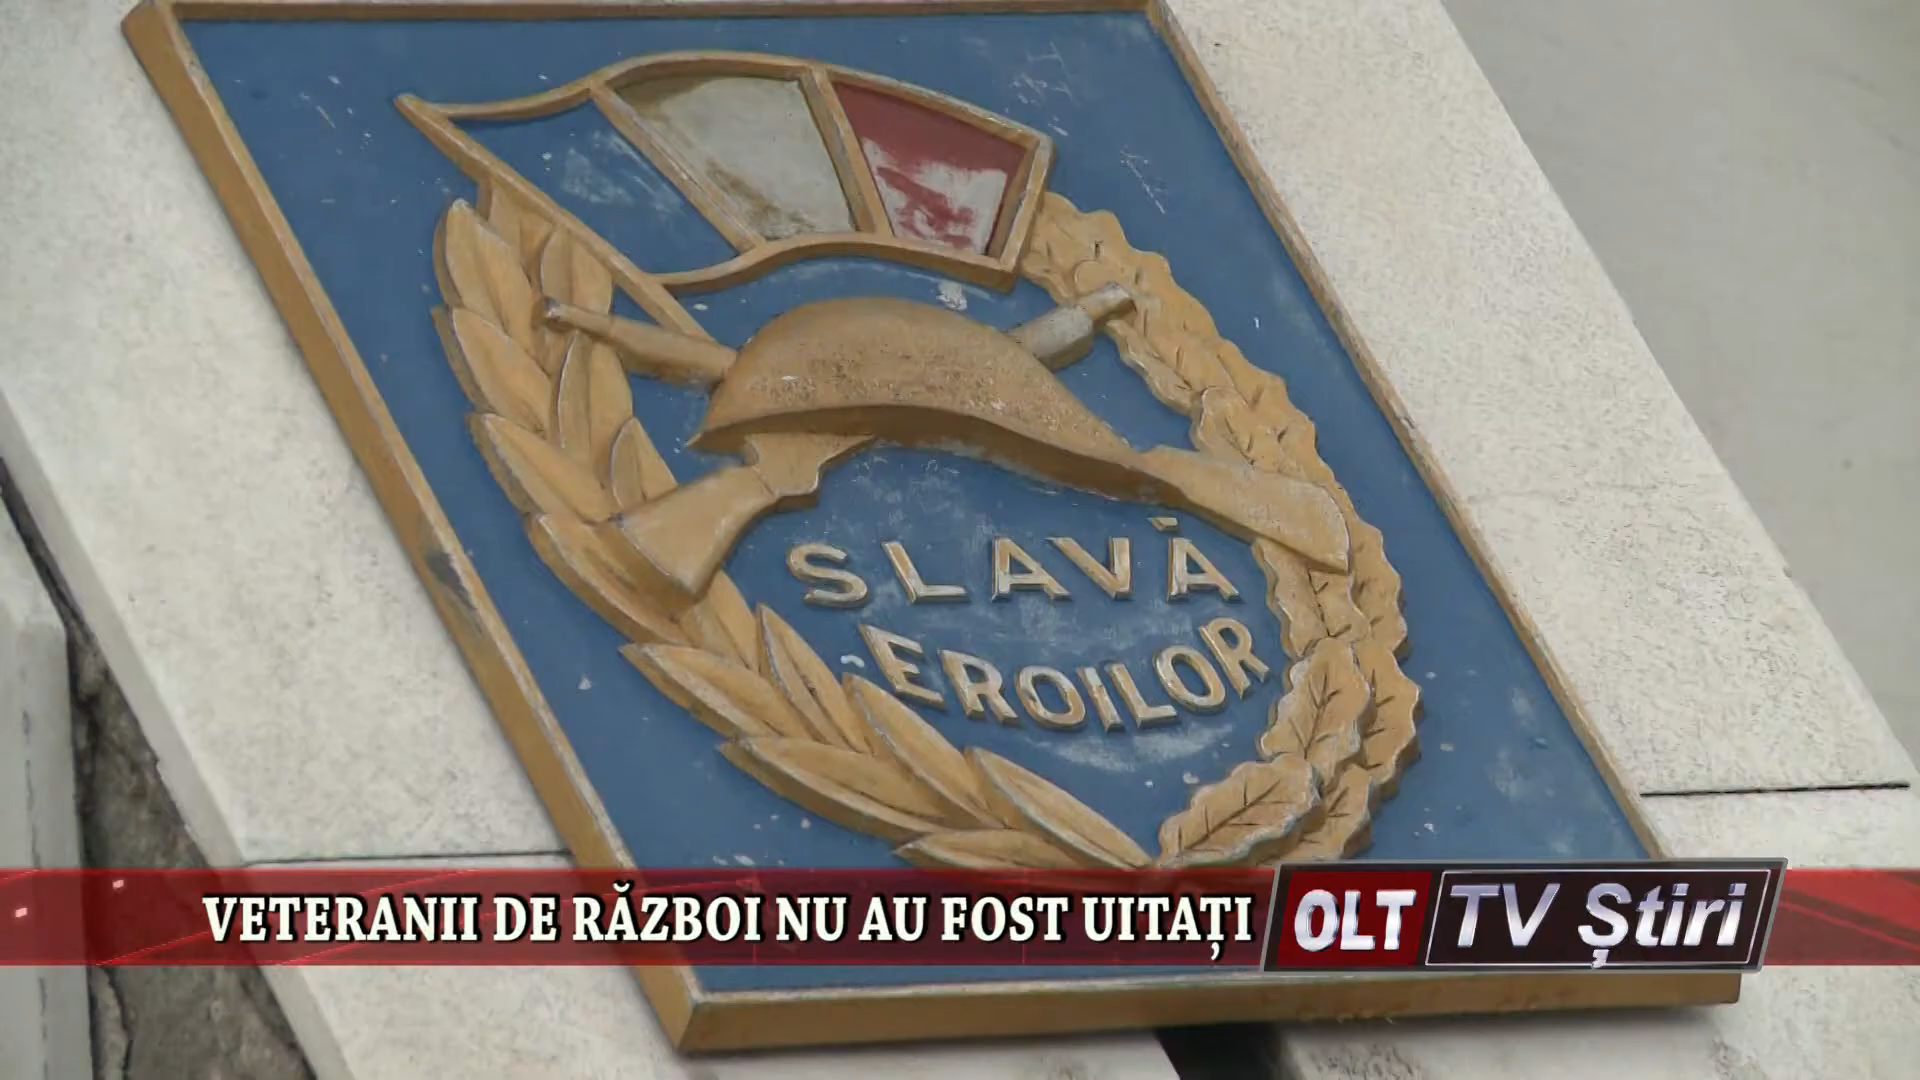 SLAVĂ
EROILOR
VETERANII DE RĂZBOI NU AU FOST UITAȚI
OLT TV Știri